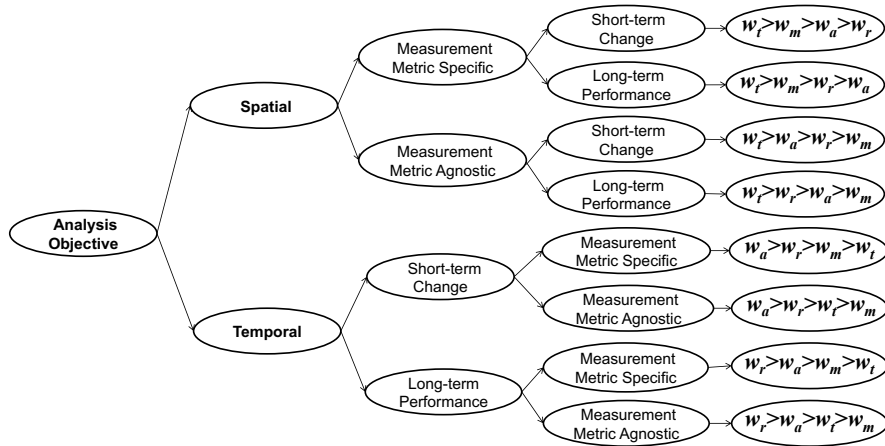 Analysis
Objective
Spatial
Measurement
Metric Specific
Short-term
Change
w_t>w_m>w_a>w_r
Long-term
Performance
w_t>w_m>w_r>w_a
Measurement
Metric Agnostic
Short-term
Change
w_t>w_a>w_r>w_m
Long-term
Performance
w_t>w_r>w_a>w_m
Temporal
Short-term
Change
Measurement
Metric Specific
w_a>w_r>w_m>w_t
Measurement
Metric Agnostic
w_a>w_r>w_t>w_m
Long-term
Performance
Measurement
Metric Specific
w_r>w_a>w_m>w_t
Measurement
Metric Agnostic
w_r>w_a>w_t>w_m